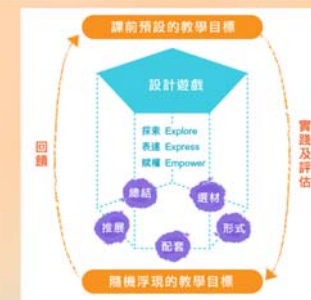 課前預設的教學目標
設計遊戲
探索 Explore
表達 Express
賦權 Empower
總結
選材
推展
形式
配套
回饋
實踐及評估
隨機浮現的教學目標